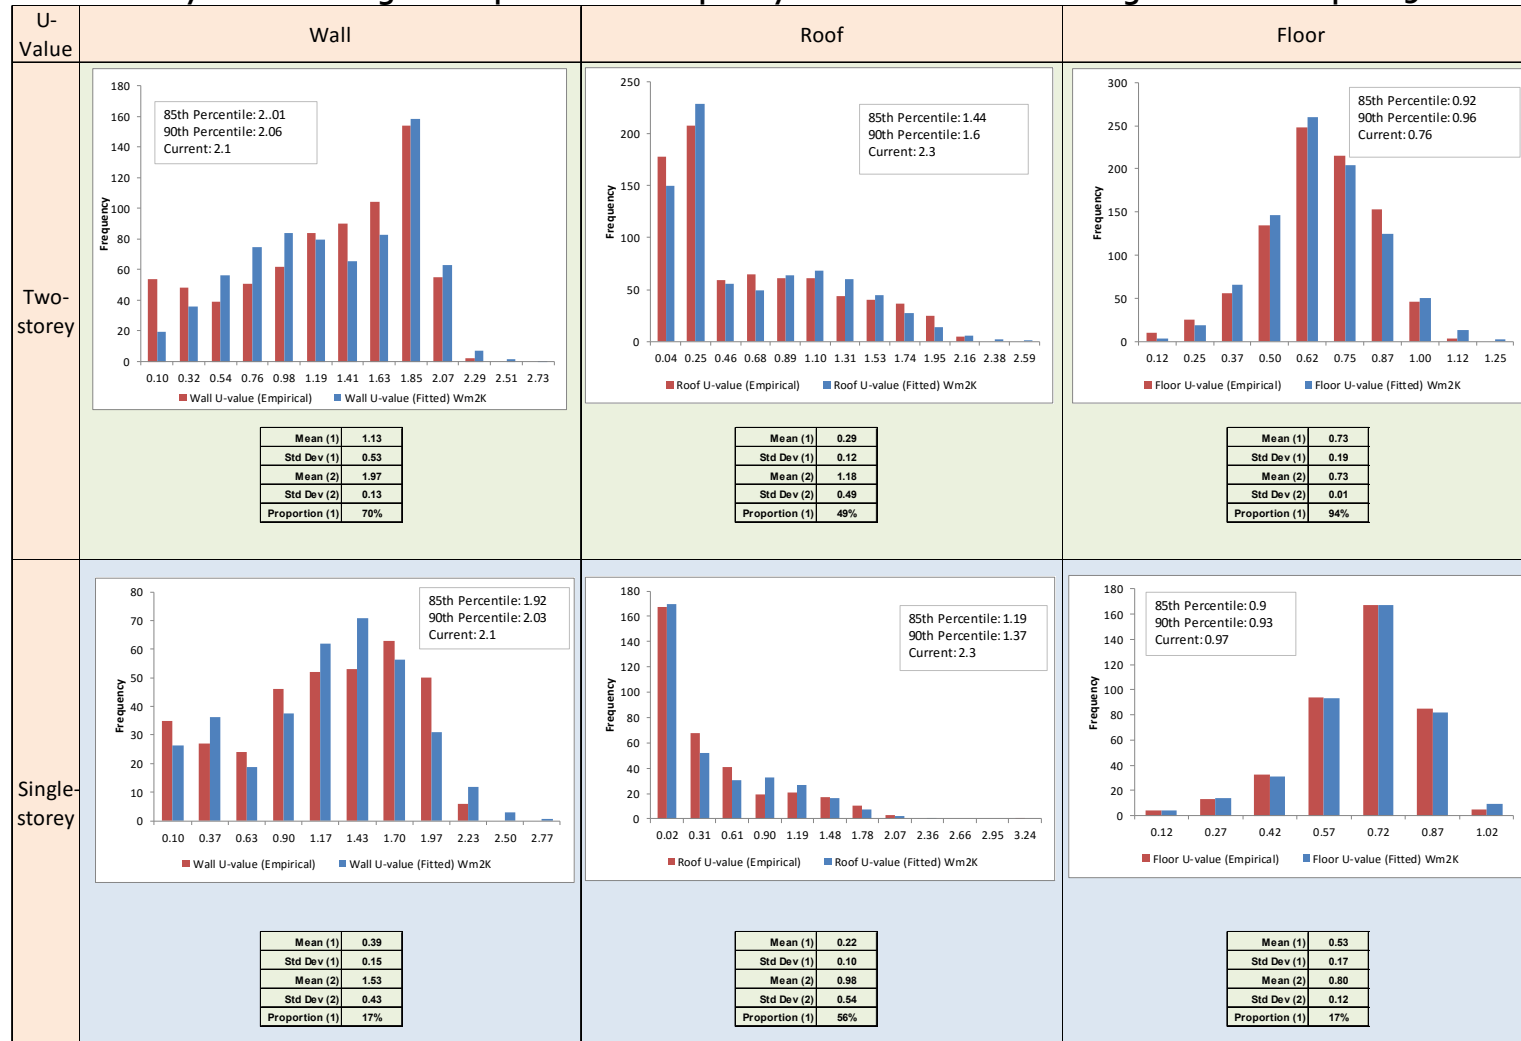 U-
Value
Wall
Roof
Floor
Two-
storey
180
160
140
120
100
80
60
40
20
0
Frequency
85th Percentile: 2..01
90th Percentile: 2.06
Current: 2.1
0.10 0.32 0.54 0.76 0.98 1.19 1.41 1.63 1.85 2.07 2.29 2.51 2.73
Wall U-value (Empirical) Wall U-value (Fitted) Wm2K
Mean (1) 1.13
Std Dev (1) 0.53
Mean (2) 1.97
Std Dev (2) 0.13
Proportion (1) 70%
250
200
150
100
50
0
Frequency
85th Percentile: 1.44
90th Percentile: 1.6
Current: 2.3
0.04 0.25 0.46 0.68 0.89 1.10 1.31 1.53 1.74 1.95 2.16 2.38 2.59
Roof U-value (Empirical) Roof U-value (Fitted) Wm2K
Mean (1) 0.29
Std Dev (1) 0.12
Mean (2) 1.18
Std Dev (2) 0.49
Proportion (1) 49%
300
250
200
150
100
50
0
Frequency
85th Percentile: 0.92
90th Percentile: 0.96
Current: 0.76
0.12 0.25 0.37 0.50 0.62 0.75 0.87 1.00 1.12 1.25
Floor U-value (Empirical) Floor U-value (Fitted) Wm2K
Mean (1) 0.73
Std Dev (1) 0.19
Mean (2) 0.73
Std Dev (2) 0.01
Proportion (1) 94%
Single-
storey
80
70
60
50
40
30
20
10
0
Frequency
85th Percentile: 1.92
90th Percentile: 2.03
Current: 2.1
0.10 0.37 0.63 0.90 1.17 1.43 1.70 1.97 2.23 2.50 2.77
Wall U-value (Empirical) Wall U-value (Fitted) Wm2K
Mean (1) 0.39
Std Dev (1) 0.15
Mean (2) 1.53
Std Dev (2) 0.43
Proportion (1) 17%
180
160
140
120
100
80
60
40
20
0
Frequency
85th Percentile: 1.19
90th Percentile: 1.37
Current: 2.3
0.02 0.31 0.61 0.90 1.19 1.48 1.78 2.07 2.36 2.66 2.95 3.24
Roof U-value (Empirical) Roof U-value (Fitted) Wm2K
Mean (1) 0.22
Std Dev (1) 0.10
Mean (2) 0.98
Std Dev (2) 0.54
Proportion (1) 56%
180
160
140
120
100
80
60
40
20
0
Frequency
85th Percentile: 0.9
90th Percentile: 0.93
Current: 0.97
0.12 0.27 0.42 0.57 0.72 0.87 1.02
Floor U-value (Empirical) Floor U-value (Fitted) Wm2K
Mean (1) 0.53
Std Dev (1) 0.17
Mean (2) 0.80
Std Dev (2) 0.12
Proportion (1) 17%